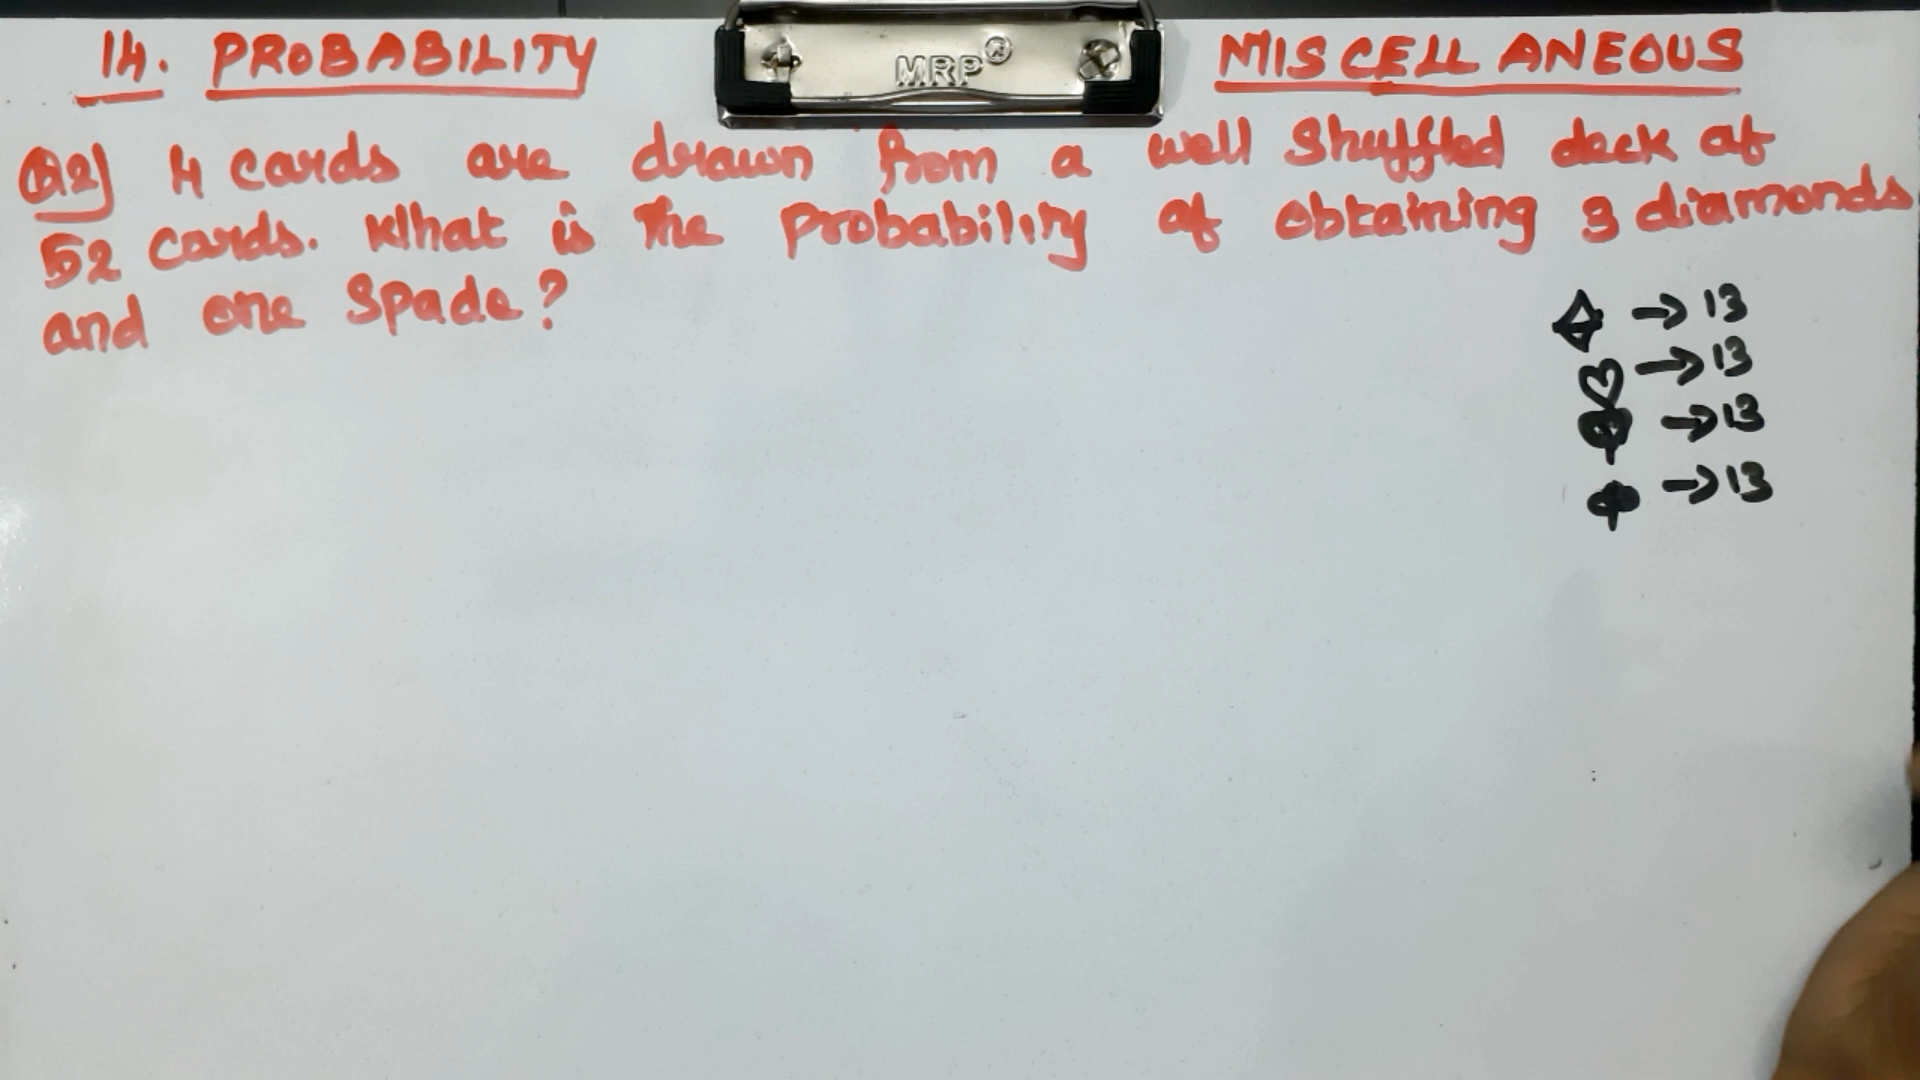 14. PROBABILITY
MRP®
MISCELLANEOUS
Q2) 4 cards are drawn from a well shuffled deck of
52 cards. What is the probability of obtaining 3 diamonds
and one spade?
♢ → 13
♡ → 13
→ 13
→ 13